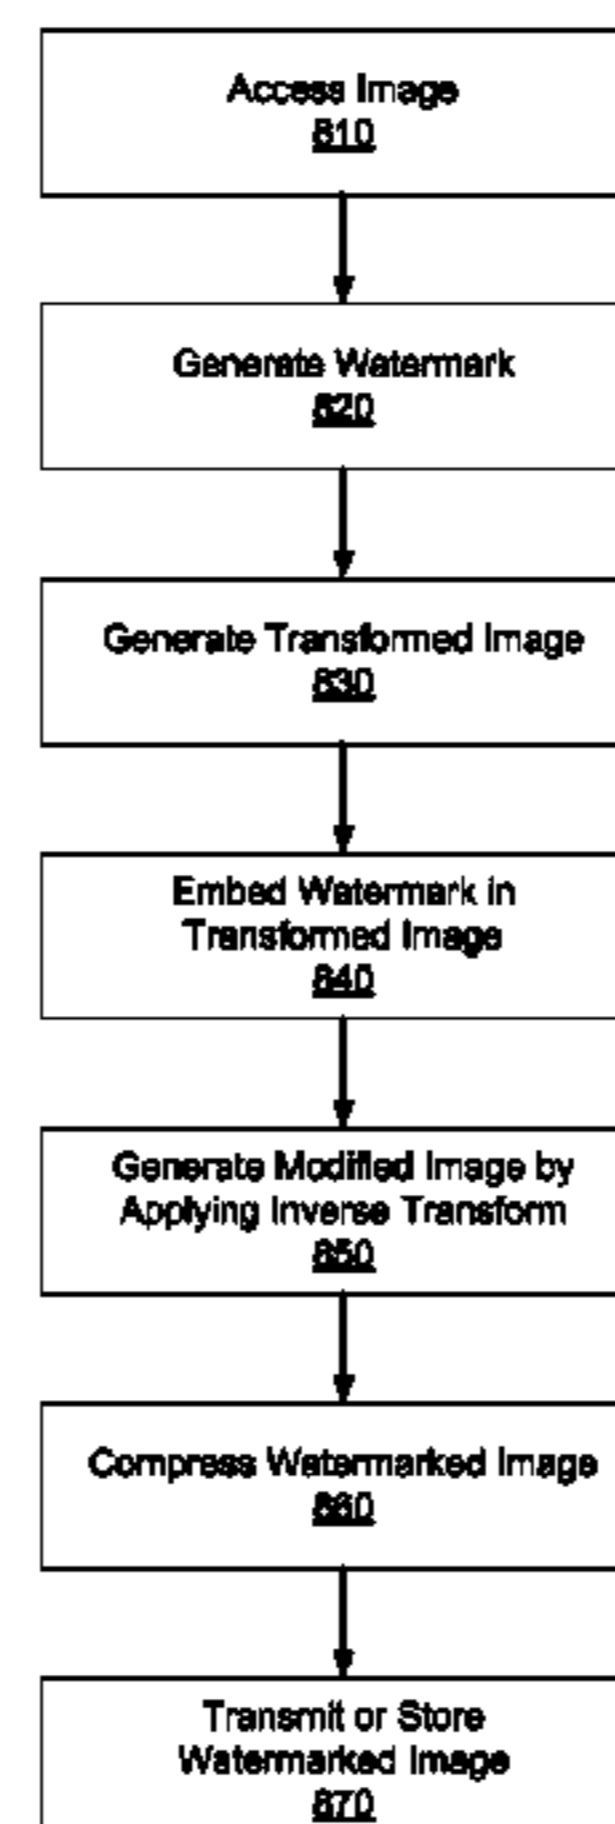 Access Image
810
Generate Watermark
820
Generate Transformed Image
830
Embed Watermark in
Transformed Image
840
Generate Modified Image by
Applying Inverse Transform
850
Compress Watermarked Image
860
Transmit or Store
Watermarked Image
870